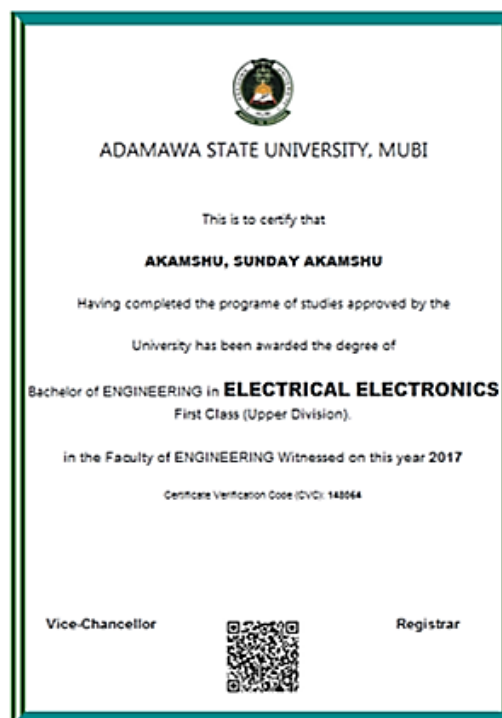 ADAMAWA STATE UNIVERSITY, MUBI
This is to certify that
AKAMSHU, SUNDAY AKAMSHU
Having completed the programe of studies approved by the
University has been awarded the degree of
Bachelor of ENGINEERING in ELECTRICAL ELECTRONICS
First Class (Upper Division).
in the Faculty of ENGINEERING Witnessed on this year 2017
Certificate Verification Code (CVC): 148064
Vice-Chancellor
Registrar